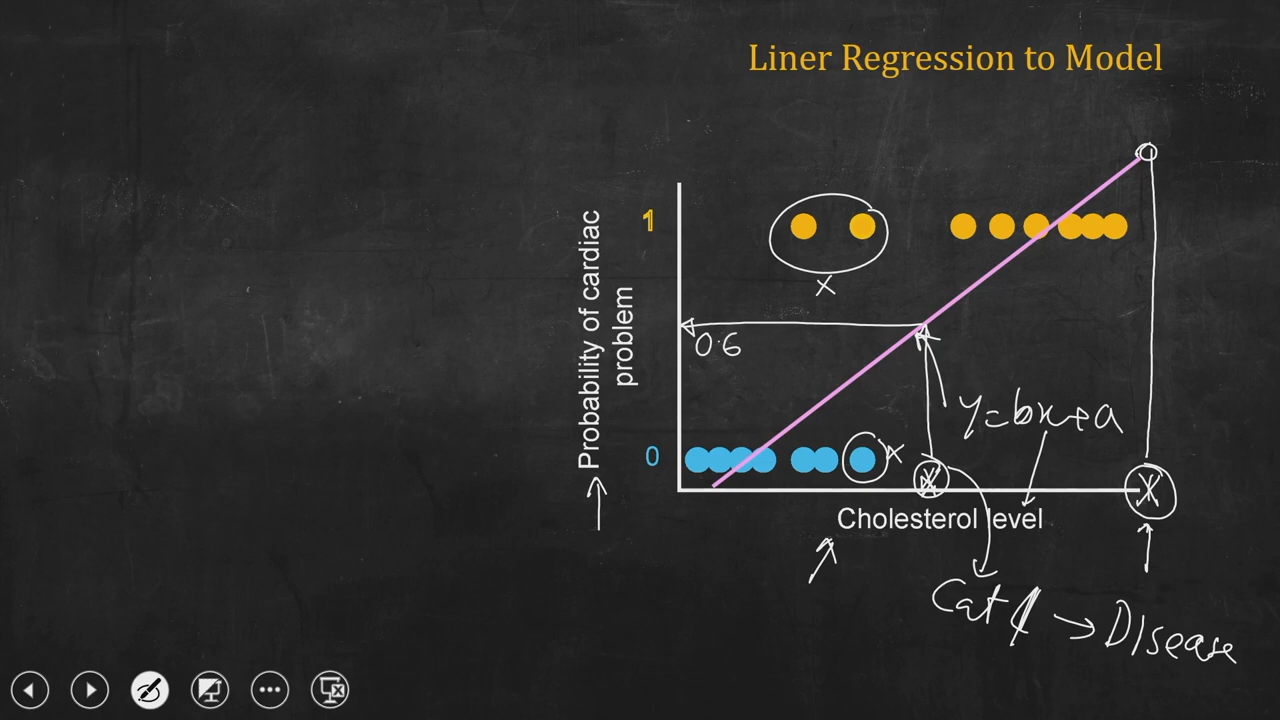 Liner Regression to Model
1
Probability of cardiac
problem
0.6
y=bx+a
0
x
x
X
X
Cholesterol level
Cat 1 → Disease